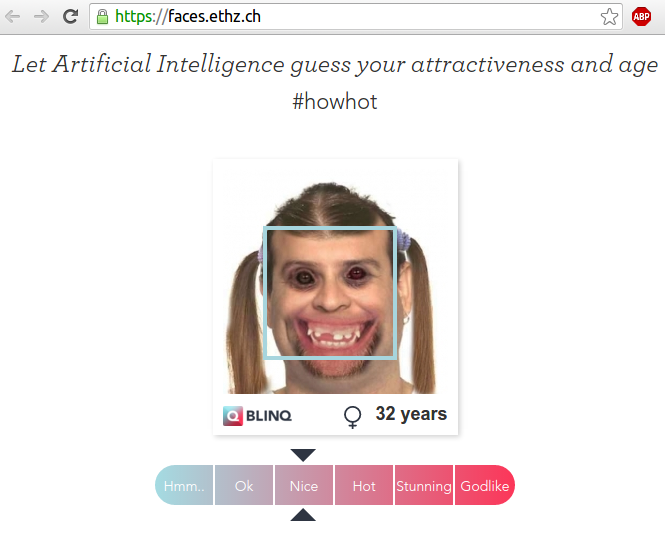 https://faces.ethz.ch
ABP
Let Artificial Intelligence guess your attractiveness and age
#howhot
BLINQ
32 years
Hmm..
Ok
Nice
Hot
Stunning
Godlike